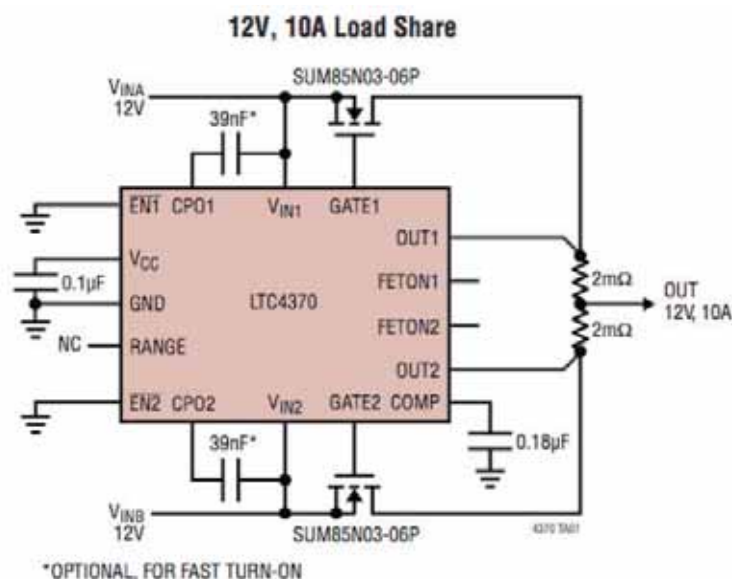 12V, 10A Load Share
SUM85N03-06P
VINA
12V
39nF*
EN1 CPO1 VIN1 GATE1
OUT1
VCC
0.1µF
FETON1
2mΩ
GND
LTC4370
OUT
12V, 10A
FETON2
2mΩ
NC
RANGE
OUT2
EN2 CPO2 VIN2 GATE2 COMP
39nF*
0.18µF
VINB
12V
SUM85N03-06P
4370 TA01
*OPTIONAL, FOR FAST TURN-ON